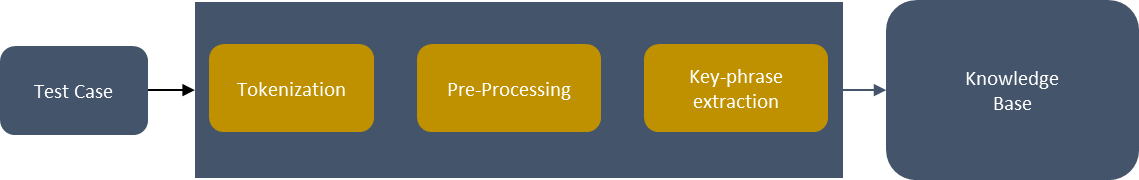 Test Case
Tokenization
Pre-Processing
Key-phrase
extraction
Knowledge
Base